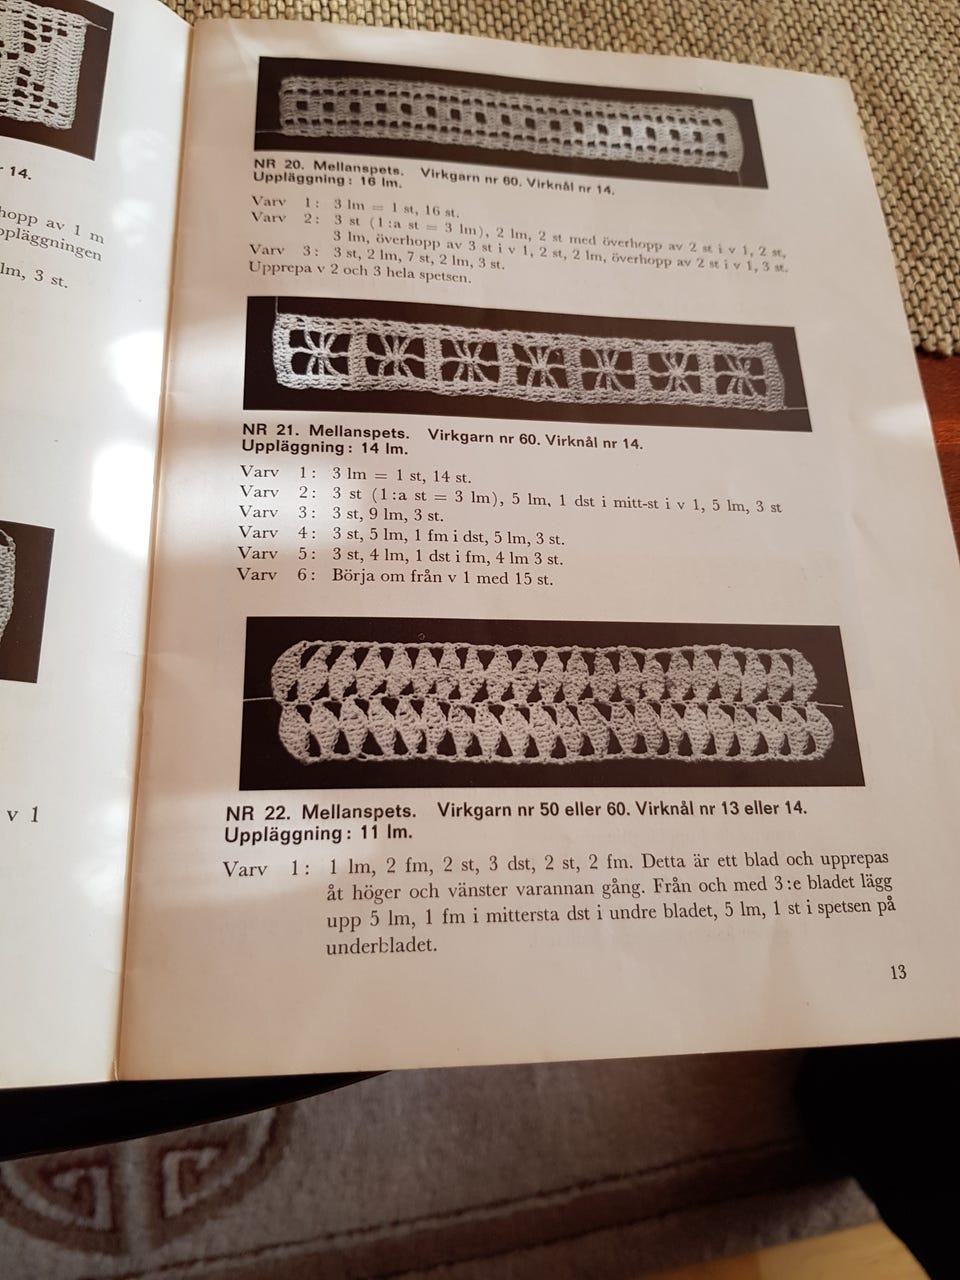 14.
hopp av 1 m
ppläggningen
lm, 3 st.
v 1
NR 20. Mellanspets. Virkgarn nr 60. Virknål nr 14.
Uppläggning: 16 lm.
Varv 1: 3 lm = 1 st, 16 st.
Varv 2: 3 st (1:a st = 3 lm), 2 lm, 2 st med överhopp av 2 st i v 1, 2 st,
3 lm, överhopp av 3 st i v 1, 2 st, 2 lm, överhopp av 2 st i v 1, 3 st.
Varv 3: 3 st, 2 lm, 7 st, 2 lm, 3 st.
Upprepa v 2 och 3 hela spetsen.
NR 21. Mellanspets. Virkgarn nr 60. Virknål nr 14.
Uppläggning: 14 lm.
Varv 1: 3 lm = 1 st, 14 st.
Varv 2: 3 st (1:a st = 3 lm), 5 lm, 1 dst i mitt-st i v 1, 5 lm, 3 st
Varv 3: 3 st, 9 lm, 3 st.
Varv 4: 3 st, 5 lm, 1 fm i dst, 5 lm, 3 st.
Varv 5: 3 st, 4 lm, 1 dst i fm, 4 lm 3 st.
Varv 6: Börja om från v 1 med 15 st.
NR 22. Mellanspets. Virkgarn nr 50 eller 60. Virknål nr 13 eller 14.
Uppläggning: 11 lm.
Varv 1: 1 lm, 2 fm, 2 st, 3 dst, 2 st, 2 fm. Detta är ett blad och upprepas
åt höger och vänster varannan gång. Från och med 3:e bladet lägg
upp 5 lm, 1 fm i mittersta dst i undre bladet, 5 lm, 1 st i spetsen på
underbladet.
13